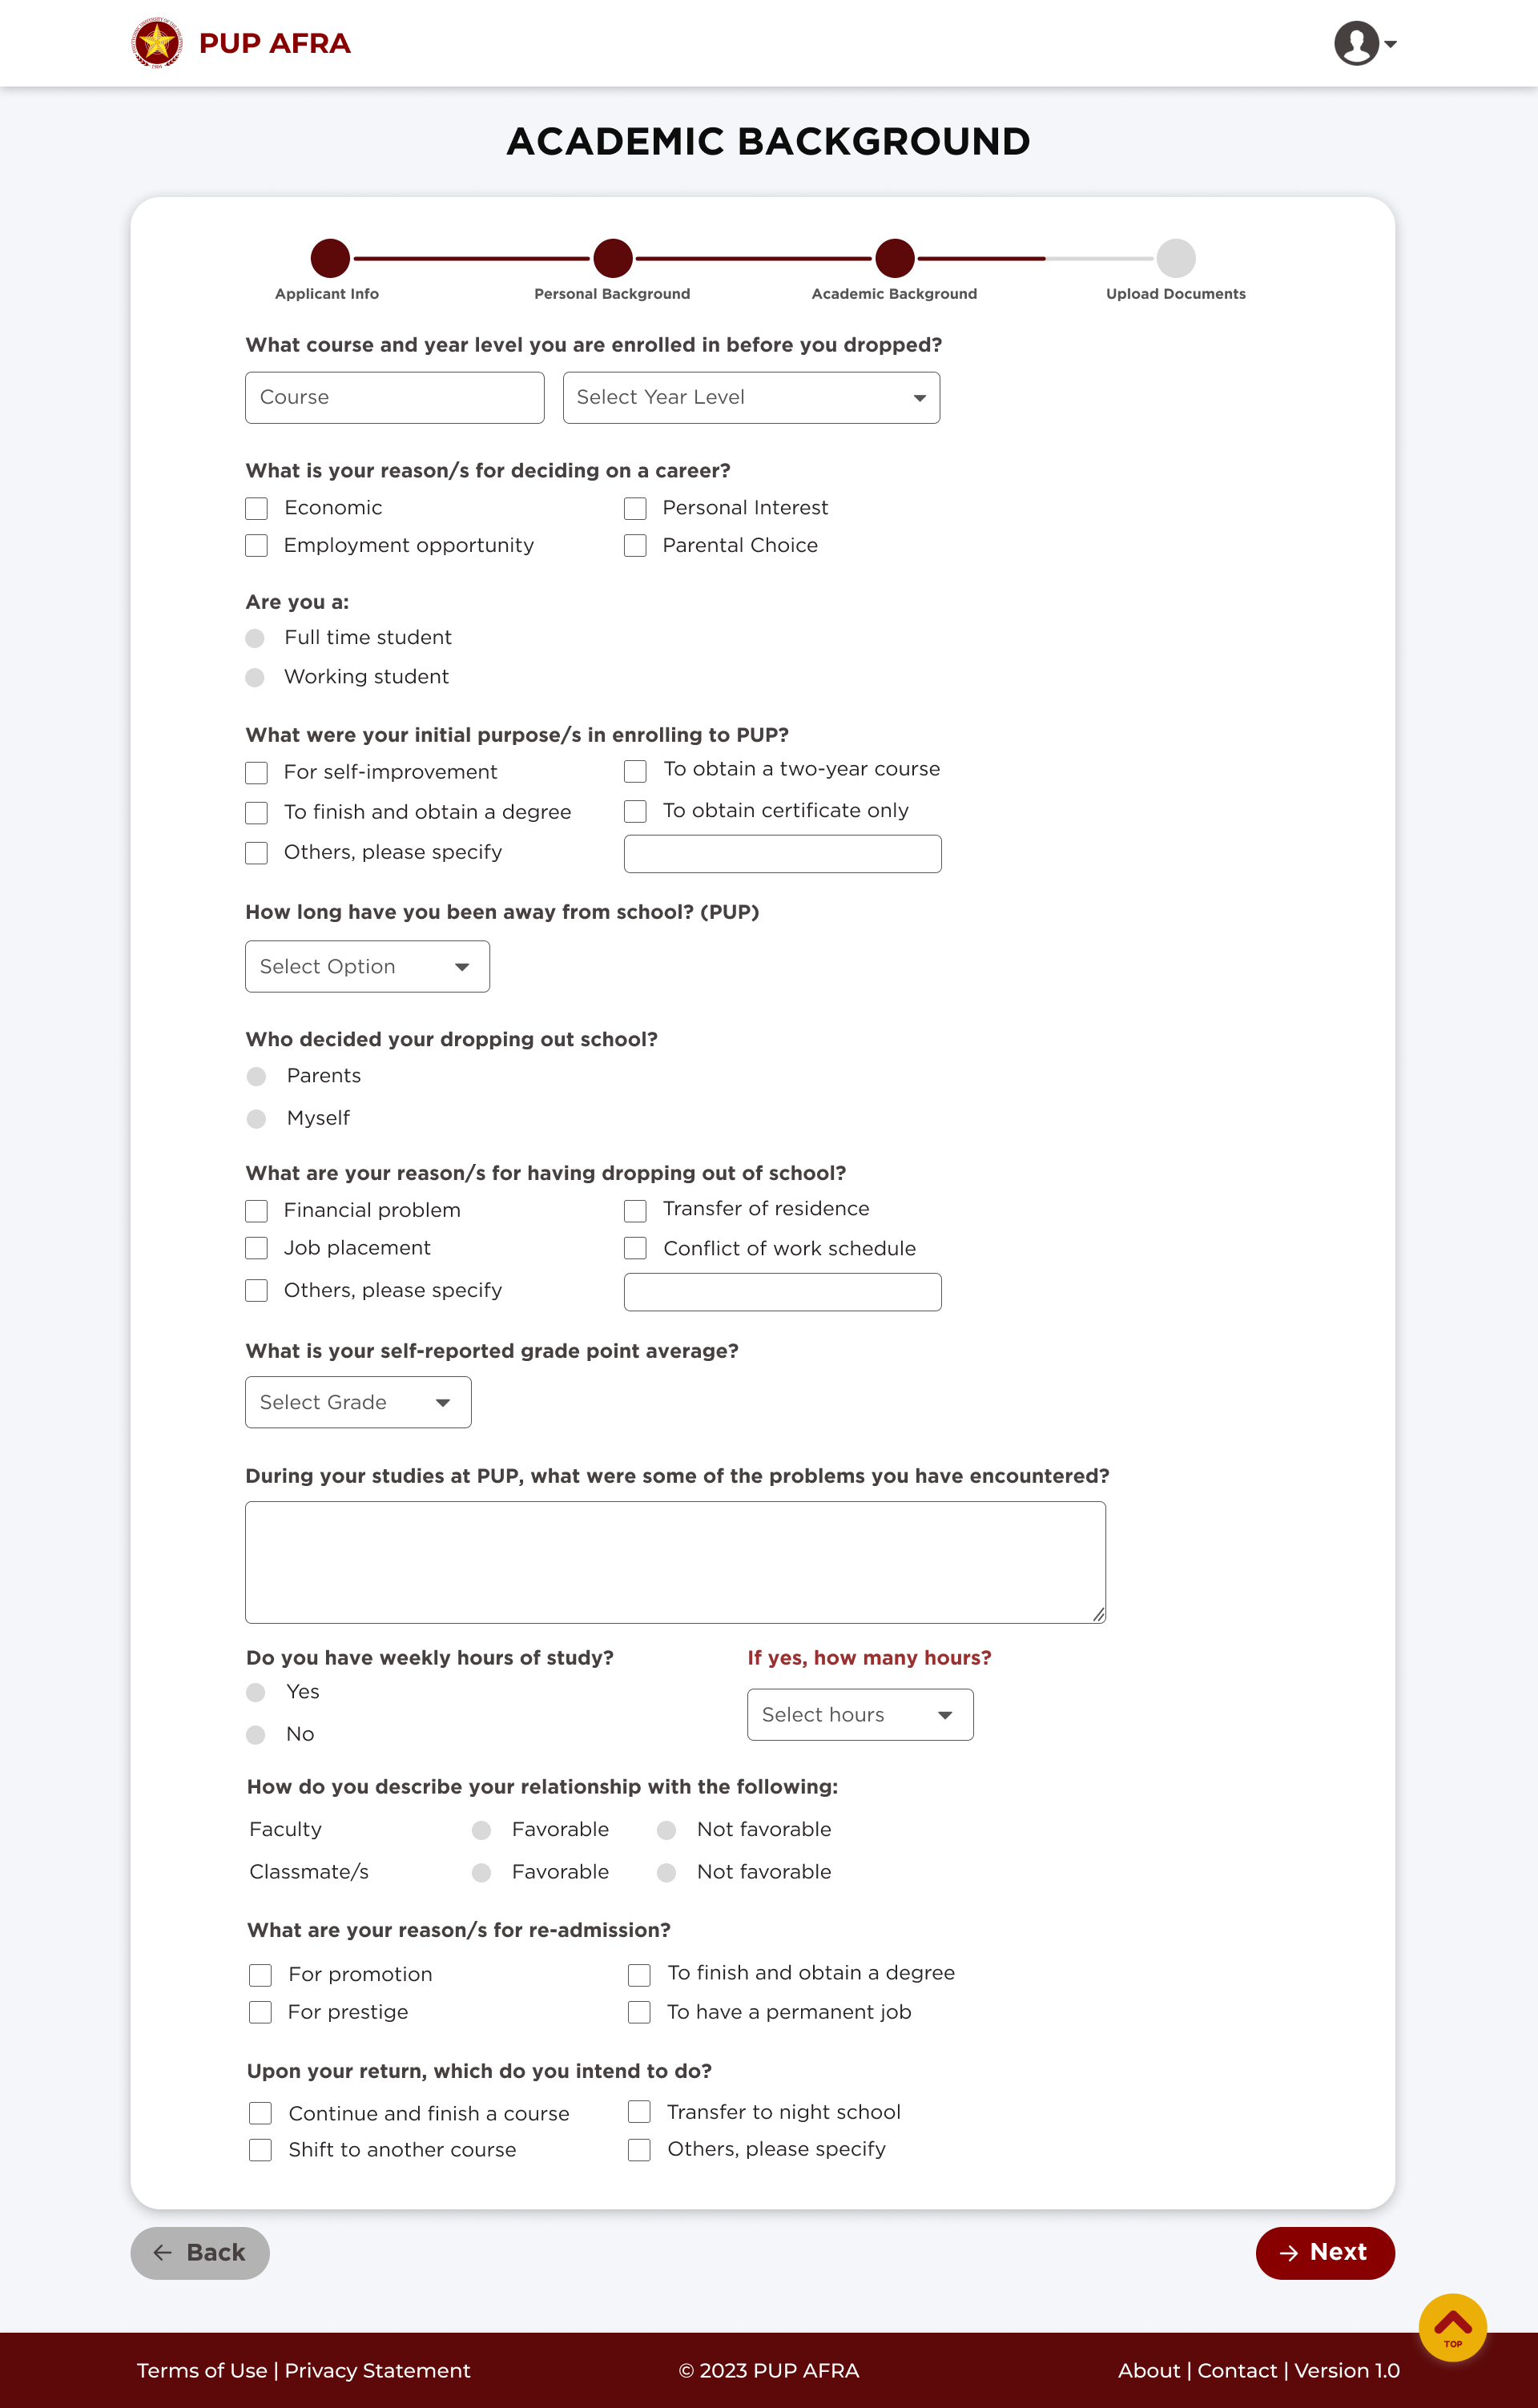 PUP AFRA
ACADEMIC BACKGROUND
Applicant Info
Personal Background
Academic Background
Upload Documents
What course and year level you are enrolled in before you dropped?
Course
Select Year Level
What is your reason/s for deciding on a career?
Economic
Personal Interest
Employment opportunity
Parental Choice
Are you a:
Full time student
Working student
What were your initial purpose/s in enrolling to PUP?
For self-improvement
To obtain a two-year course
To finish and obtain a degree
To obtain certificate only
Others, please specify
How long have you been away from school? (PUP)
Select Option
Who decided your dropping out school?
Parents
Myself
What are your reason/s for having dropping out of school?
Financial problem
Transfer of residence
Job placement
Conflict of work schedule
Others, please specify
What is your self-reported grade point average?
Select Grade
During your studies at PUP, what were some of the problems you have encountered?
Do you have weekly hours of study?
If yes, how many hours?
Yes
Select hours
No
How do you describe your relationship with the following:
Faculty
Favorable
Not favorable
Classmate/s
Favorable
Not favorable
What are your reason/s for re-admission?
For promotion
To finish and obtain a degree
For prestige
To have a permanent job
Upon your return, which do you intend to do?
Continue and finish a course
Transfer to night school
Shift to another course
Others, please specify
← Back
→ Next
TOP
Terms of Use | Privacy Statement
© 2023 PUP AFRA
About | Contact | Version 1.0